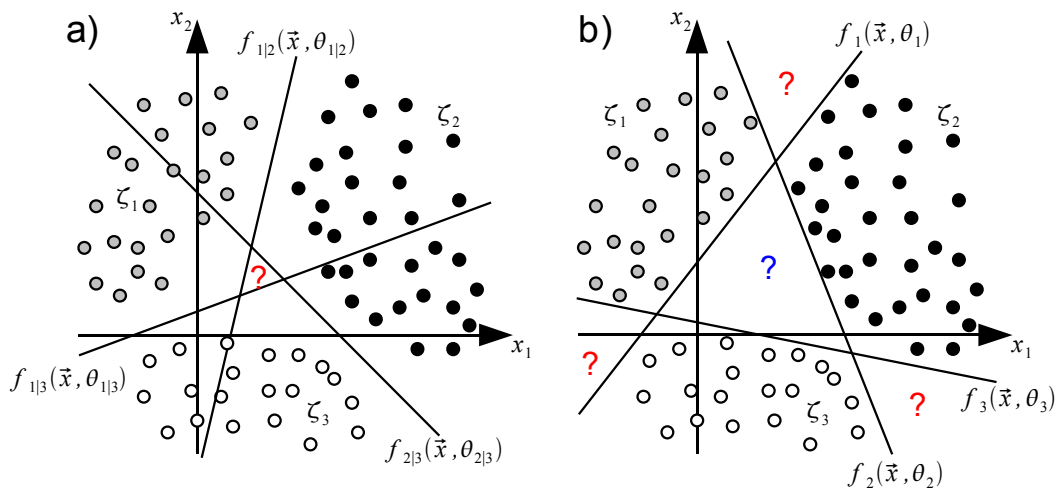 a)
x₂
f₁|₂(x⃗,θ₁|₂)
ζ₂
ζ₁
?
x₁
f₁|₃(x⃗,θ₁|₃)
ζ₃
f₂|₃(x⃗,θ₂|₃)
b)
x₂
f₁(x⃗,θ₁)
?
ζ₁
ζ₂
?
x₁
?
?
f₃(x⃗,θ₃)
ζ₃
f₂(x⃗,θ₂)